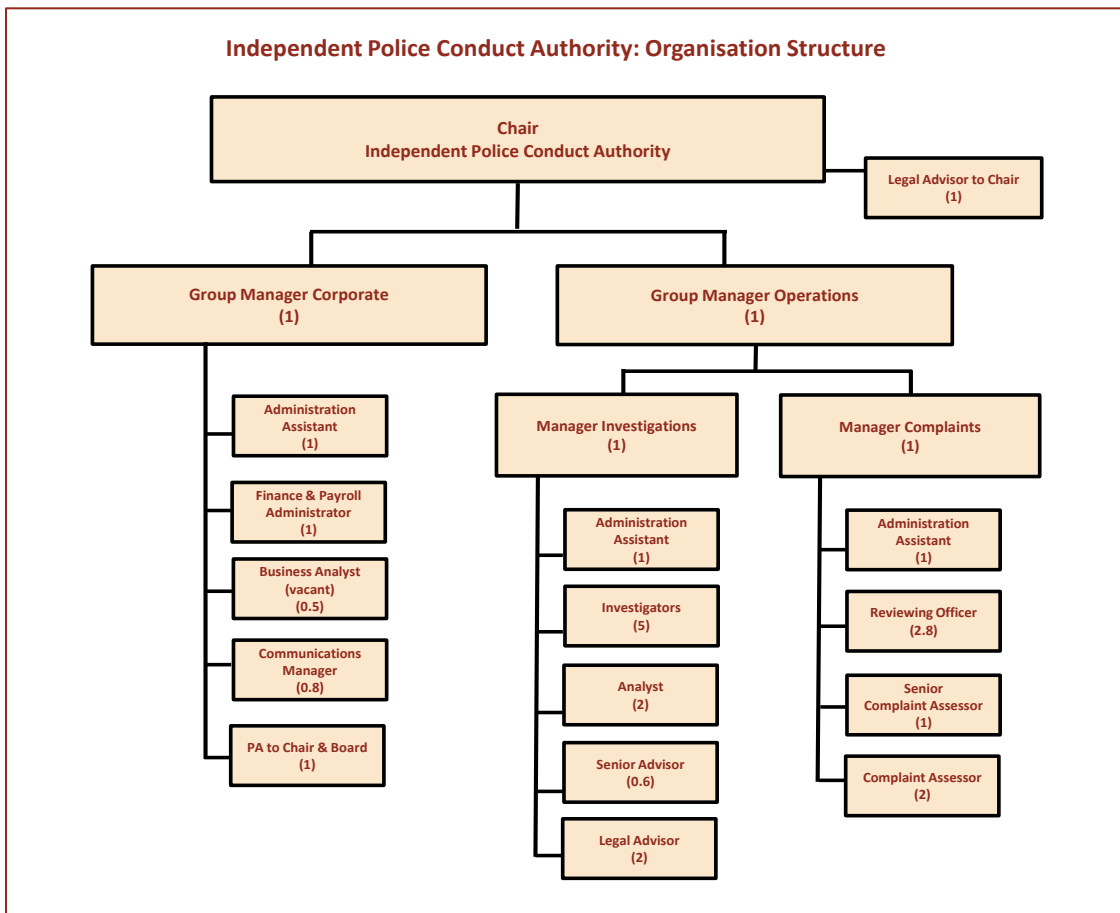 Independent Police Conduct Authority: Organisation Structure
Chair
Independent Police Conduct Authority
Legal Advisor to Chair
(1)
Group Manager Corporate
(1)
Group Manager Operations
(1)
Administration
Assistant
(1)
Finance & Payroll
Administrator
(1)
Business Analyst
(vacant)
(0.5)
Communications
Manager
(0.8)
PA to Chair & Board
(1)
Manager Investigations
(1)
Administration
Assistant
(1)
Investigators
(5)
Analyst
(2)
Senior Advisor
(0.6)
Legal Advisor
(2)
Manager Complaints
(1)
Administration
Assistant
(1)
Reviewing Officer
(2.8)
Senior
Complaint Assessor
(1)
Complaint Assessor
(2)